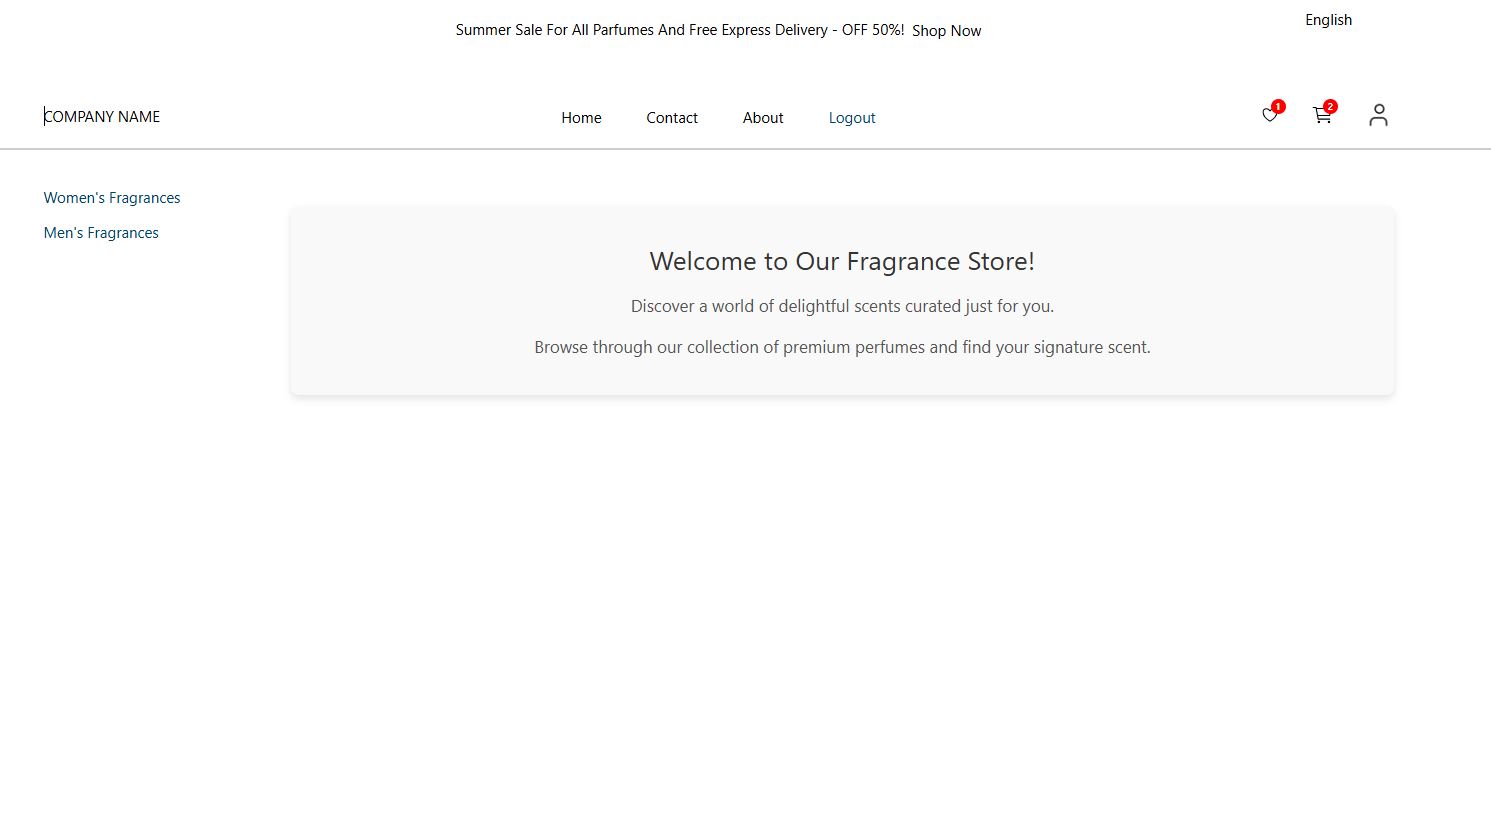 Summer Sale For All Parfumes And Free Express Delivery - OFF 50%! Shop Now
English
COMPANY NAME
Home Contact About Logout
1
2
Women's Fragrances
Men's Fragrances
Welcome to Our Fragrance Store!
Discover a world of delightful scents curated just for you.
Browse through our collection of premium perfumes and find your signature scent.